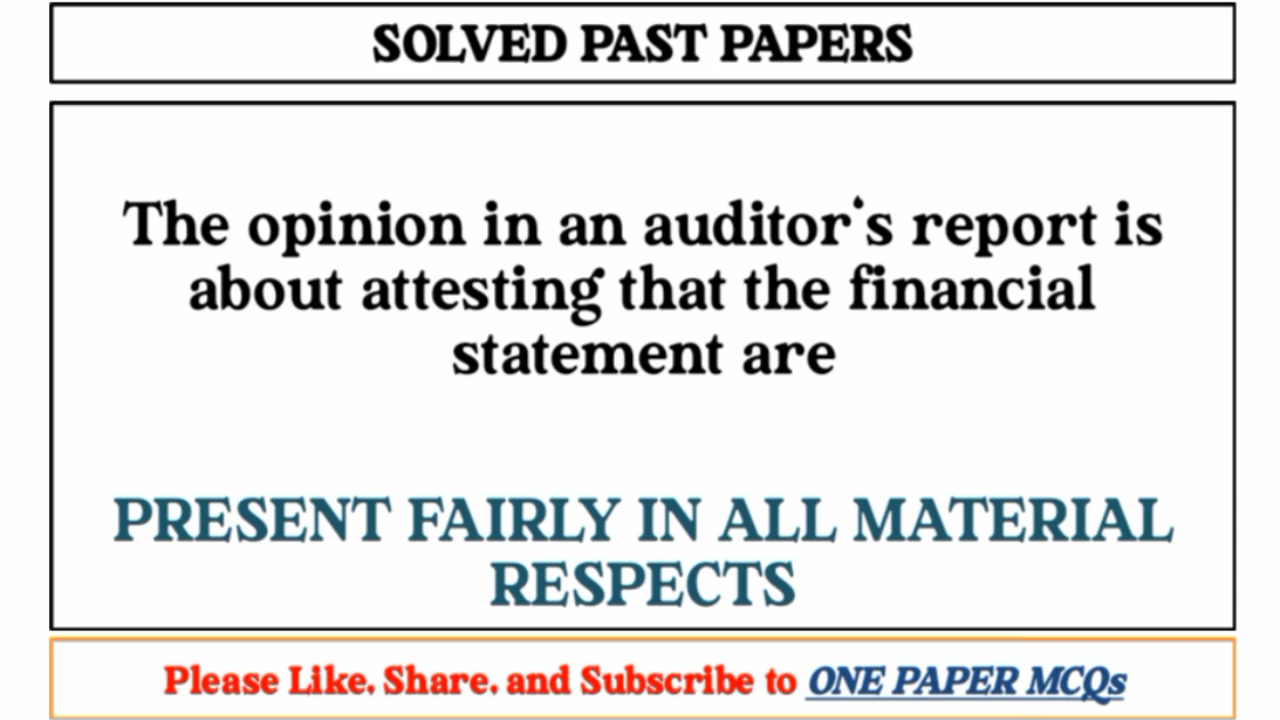 SOLVED PAST PAPERS
The opinion in an auditor‘s report is
about attesting that the financial
statement are
PRESENT FAIRLY IN ALL MATERIAL
RESPECTS
Please Like. Share. and Subscribe to ONE PAPER MCQs